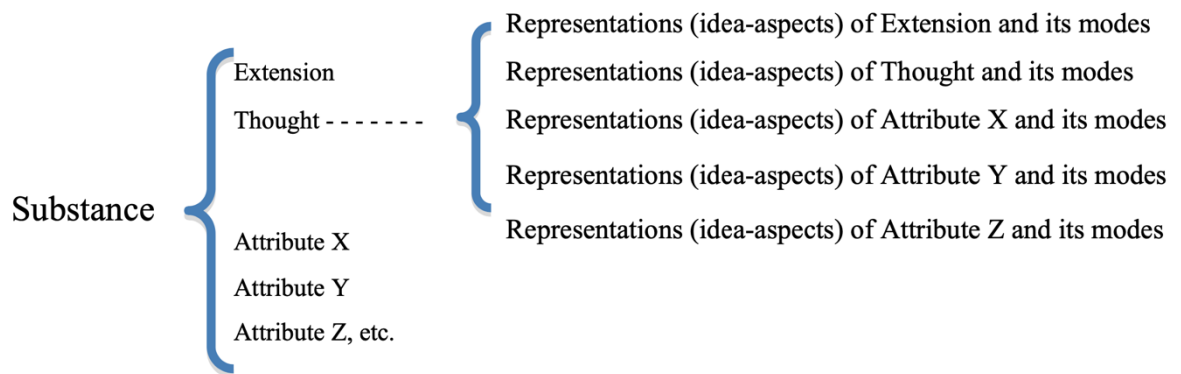 Substance
Extension
Thought - - - - - - -
Attribute X
Attribute Y
Attribute Z, etc.
Representations (idea-aspects) of Extension and its modes
Representations (idea-aspects) of Thought and its modes
Representations (idea-aspects) of Attribute X and its modes
Representations (idea-aspects) of Attribute Y and its modes
Representations (idea-aspects) of Attribute Z and its modes